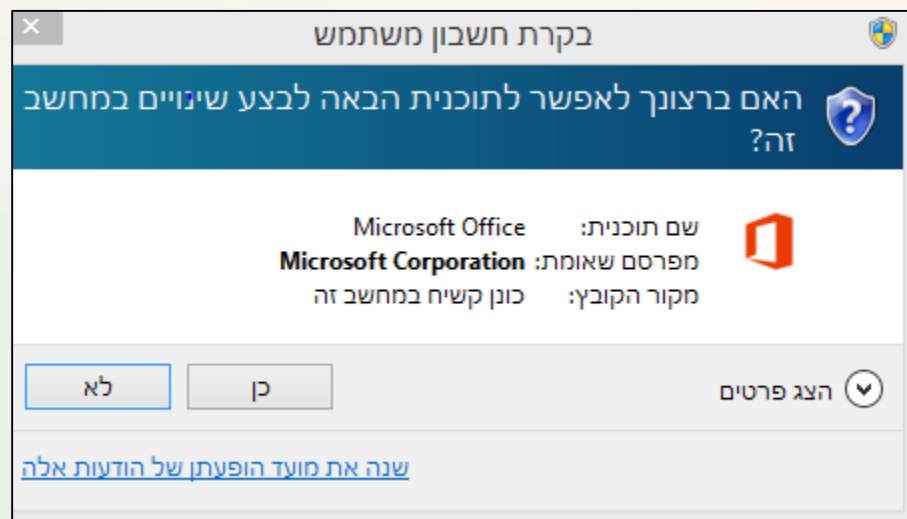 בקרת חשבון משתמש
האם ברצונך לאפשר לתוכנית הבאה לבצע שינויים במחשב
זה?
שם תוכנית: Microsoft Office
מפרסם שאומת: Microsoft Corporation
מקור הקובץ: כונן קשיח במחשב זה
הצג פרטים
כן
לא
שנה את מועד הופעתן של הודעות אלה